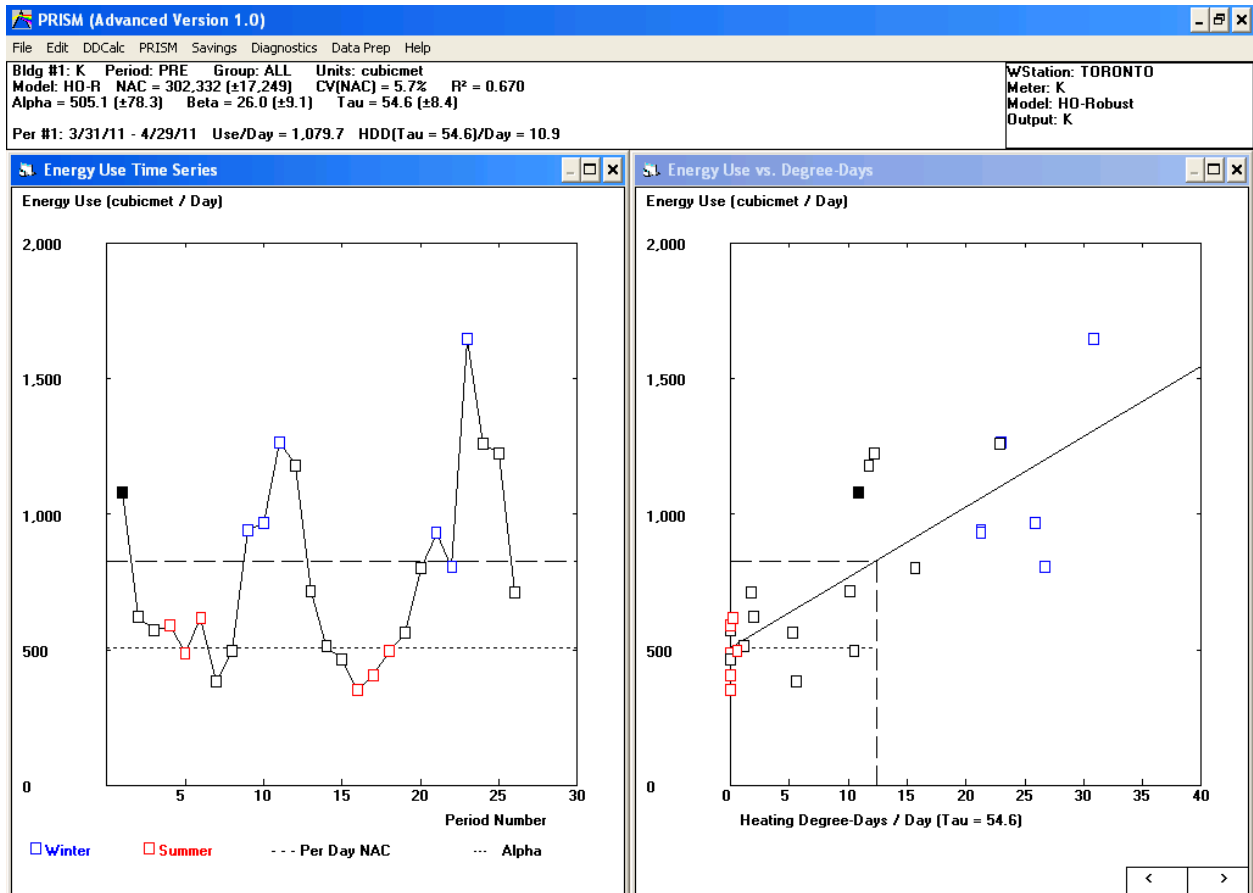 PRISM (Advanced Version 1.0)
File Edit DDCalc PRISM Savings Diagnostics Data Prep Help
Bldg #1: K Period: PRE Group: ALL Units: cubicmet
Model: HO-R NAC = 302,332 (±17,249) CV(NAC) = 5.7% R² = 0.670
Alpha = 505.1 (±78.3) Beta = 26.0 (±9.1) Tau = 54.6 (±8.4)
Per #1: 3/31/11 - 4/29/11 Use/Day = 1,079.7 HDD(Tau = 54.6)/Day = 10.9
WStation: TORONTO
Meter: K
Model: HO-Robust
Output: K
Energy Use Time Series
Energy Use (cubicmet / Day)
2,000
1,500
1,000
500
0
5 10 15 20 25 30
Period Number
Winter Summer - - - Per Day NAC --- Alpha
Energy Use vs. Degree-Days
Energy Use (cubicmet / Day)
2,000
1,500
1,000
500
0
0 5 10 15 20 25 30 35 40
Heating Degree-Days / Day (Tau = 54.6)
< >